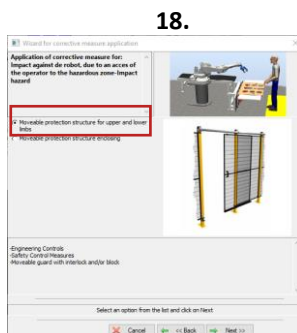 18.
Wizard for corrective measure application
Application of corrective measure for:
Impact against de robot, due to an acces of
the operator to the hazardous zone-Impact
hazard
Moveable protection structure for upper and lower
limbs
Moveable protection structure enclosing
-Engineering Controls
-Safety Control Measures
-Moveable guard with interlock and/or block
Select an option from the list and click on Next
Cancel << Back Next >>